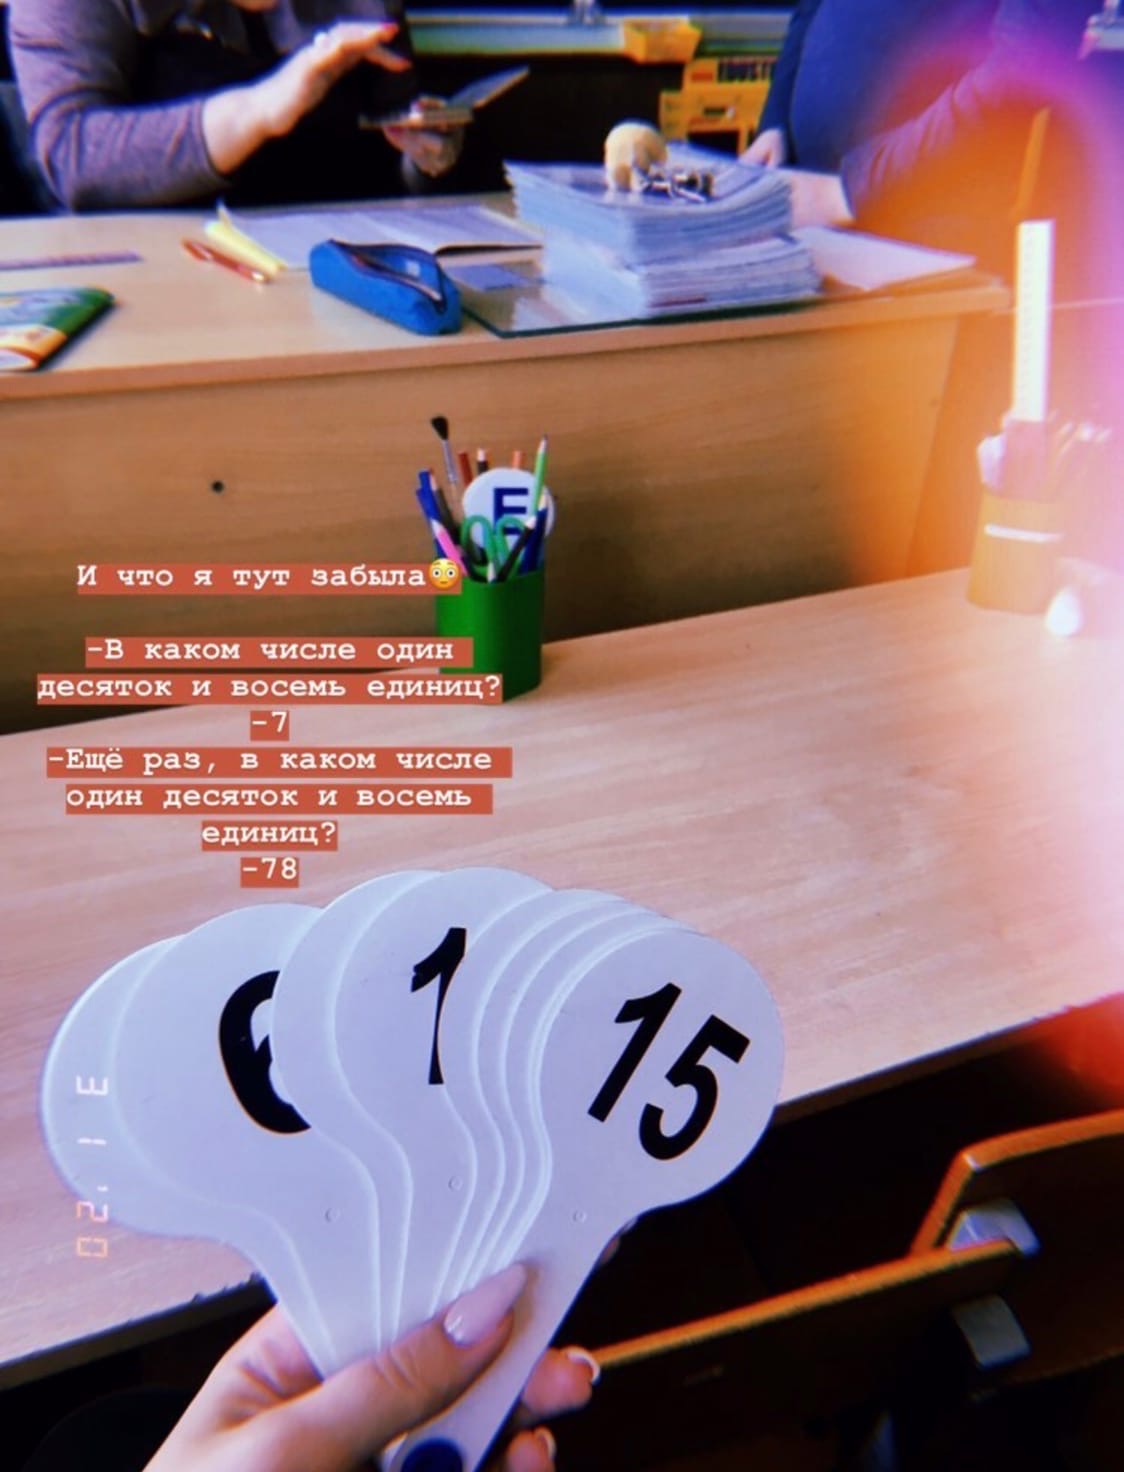 И что я тут забыла😳
-В каком числе один
десяток и восемь единиц?
-7
-Ещё раз, в каком числе
один десяток и восемь
единиц?
-78
E
6
1
15